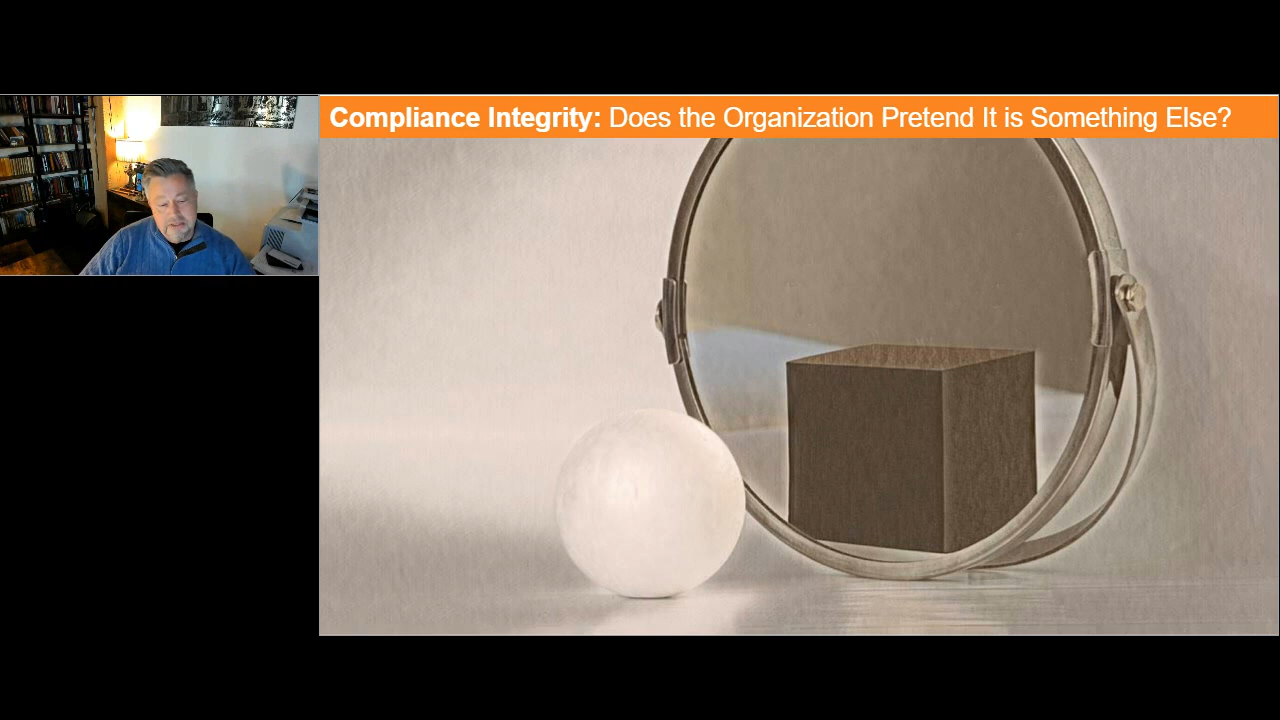 Compliance Integrity: Does the Organization Pretend It is Something Else?